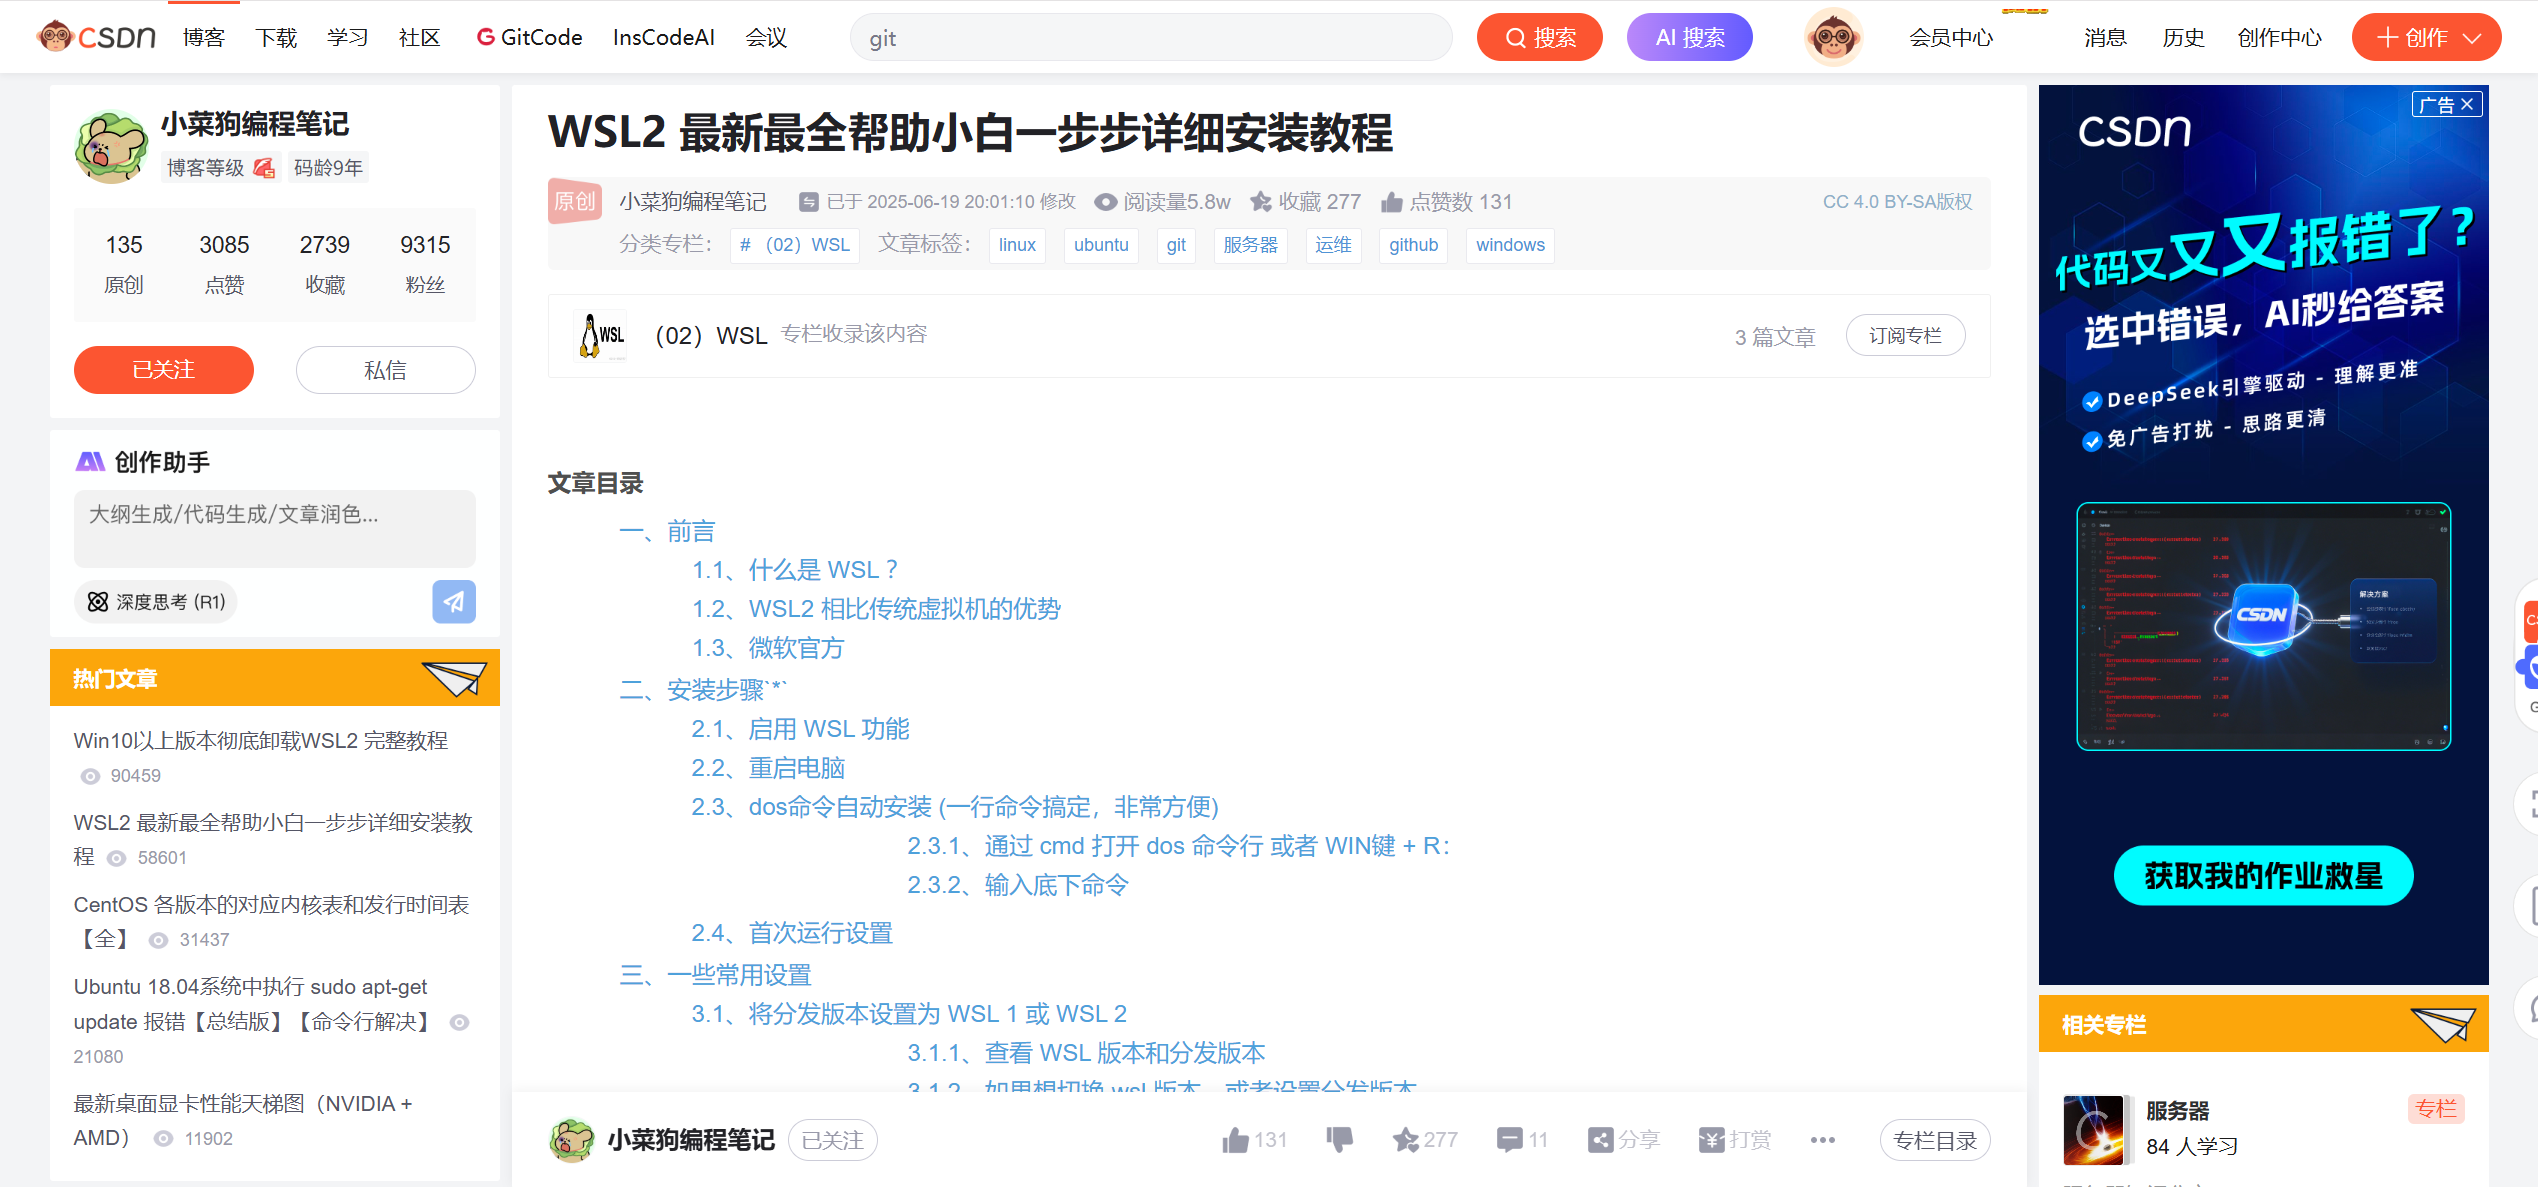 CSDN 博客 下载 学习 社区 GitCode InsCodeAI 会议 git 搜索 AI 搜索 会员中心 消息 历史 创作中心 创作
小菜狗编程笔记
博客等级 码龄9年
135 3085 2739 9315
原创 点赞 收藏 粉丝
已关注 私信
创作助手
大纲生成/代码生成/文章润色...
深度思考 (R1)
热门文章
Win10以上版本彻底卸载WSL2 完整教程
90459
WSL2 最新最全帮助小白一步步详细安装教
程 58601
CentOS 各版本的对应内核表和发行时间表
【全】 31437
Ubuntu 18.04系统中执行 sudo apt-get
update 报错【总结版】【命令行解决】
21080
最新桌面显卡性能天梯图（NVIDIA +
AMD） 11902
WSL2 最新最全帮助小白一步步详细安装教程
原创 小菜狗编程笔记 已于 2025-06-19 20:01:10 修改 阅读量5.8w 收藏 277 点赞数 131 CC 4.0 BY-SA版权
分类专栏： # （02）WSL 文章标签： linux ubuntu git 服务器 运维 github windows
WSL （02）WSL 专栏收录该内容 3 篇文章 订阅专栏
文章目录
一、前言
1.1、什么是 WSL ？
1.2、WSL2 相比传统虚拟机的优势
1.3、微软官方
二、安装步骤`*`
2.1、启用 WSL 功能
2.2、重启电脑
2.3、dos命令自动安装 (一行命令搞定，非常方便)
2.3.1、通过 cmd 打开 dos 命令行 或者 WIN键 + R：
2.3.2、输入底下命令
2.4、首次运行设置
三、一些常用设置
3.1、将分发版本设置为 WSL 1 或 WSL 2
3.1.1、查看 WSL 版本和分发版本
3.1.2、如果想切换 wsl 版本，或者设置分发版本
小菜狗编程笔记 已关注 131 277 11 分享 打赏 专栏目录
广告
CSDN
代码又又又又报错了？
选中错误，AI秒给答案
DeepSeek引擎驱动 - 理解更准
免广告打扰 - 思路更清
解决方案
CSDN
获取我的作业救星
相关专栏
服务器 专栏
84 人学习